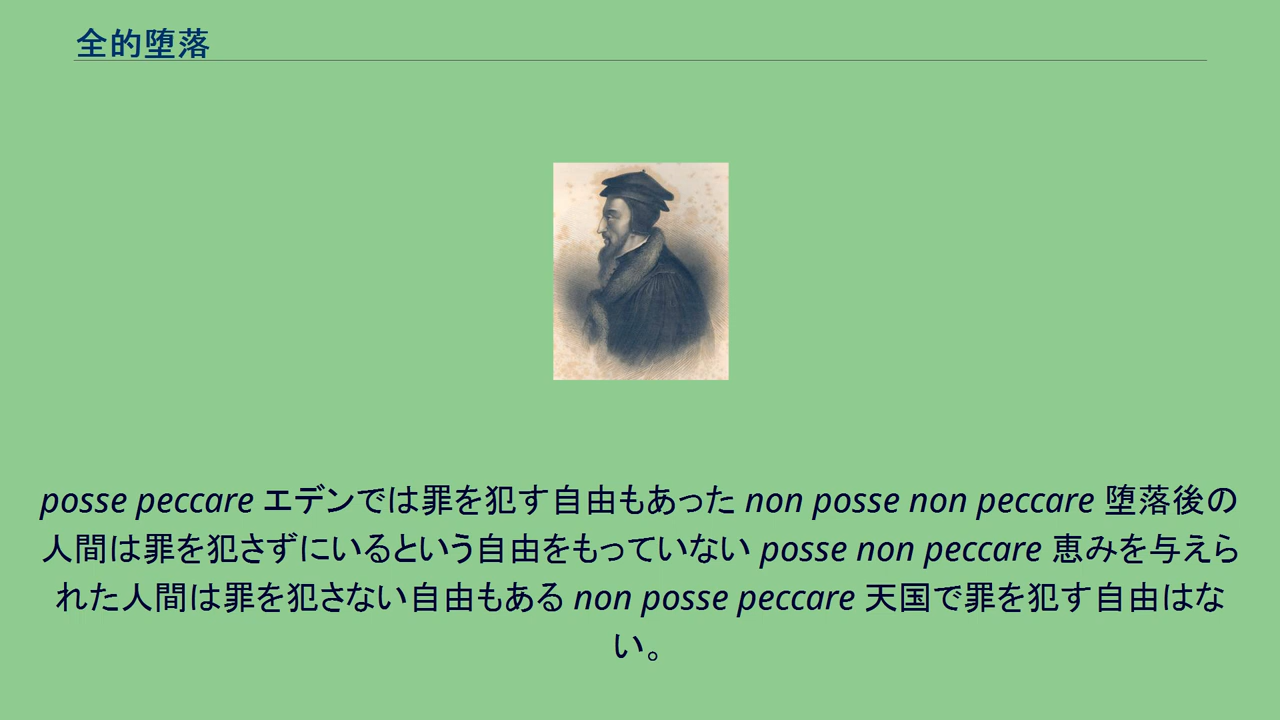 全的堕落
posse peccare エデンでは罪を犯す自由もあった non posse non peccare 堕落後の
人間は罪を犯さずにいるという自由をもっていない posse non peccare 恵みを与えら
れた人間は罪を犯さない自由もある non posse peccare 天国で罪を犯す自由はな
い。